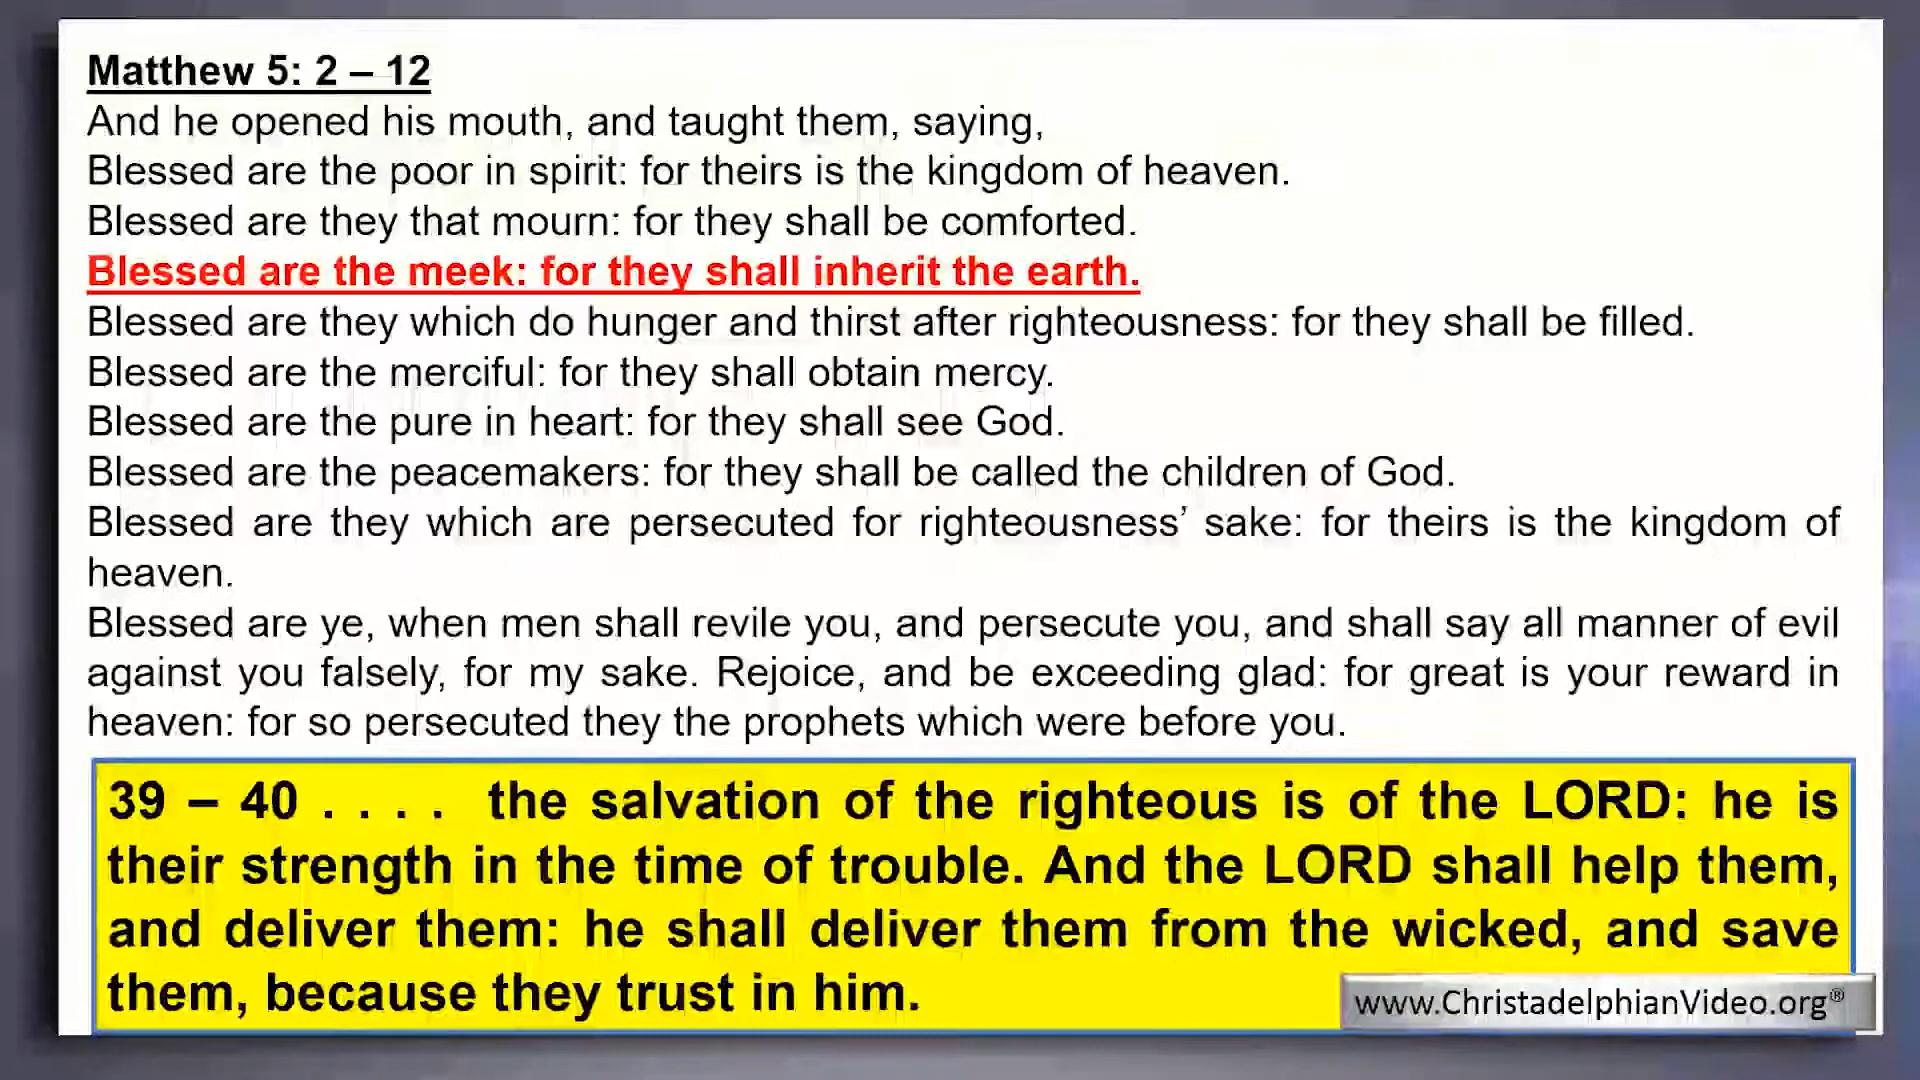 Matthew 5: 2 – 12
And he opened his mouth, and taught them, saying,
Blessed are the poor in spirit: for theirs is the kingdom of heaven.
Blessed are they that mourn: for they shall be comforted.
Blessed are the meek: for they shall inherit the earth.
Blessed are they which do hunger and thirst after righteousness: for they shall be filled.
Blessed are the merciful: for they shall obtain mercy.
Blessed are the pure in heart: for they shall see God.
Blessed are the peacemakers: for they shall be called the children of God.
Blessed are they which are persecuted for righteousness’ sake: for theirs is the kingdom of
heaven.
Blessed are ye, when men shall revile you, and persecute you, and shall say all manner of evil
against you falsely, for my sake. Rejoice, and be exceeding glad: for great is your reward in
heaven: for so persecuted they the prophets which were before you.
39 – 40 . . . . the salvation of the righteous is of the LORD: he is
their strength in the time of trouble. And the LORD shall help them,
and deliver them: he shall deliver them from the wicked, and save
them, because they trust in him.
www.ChristadelphianVideo.org®